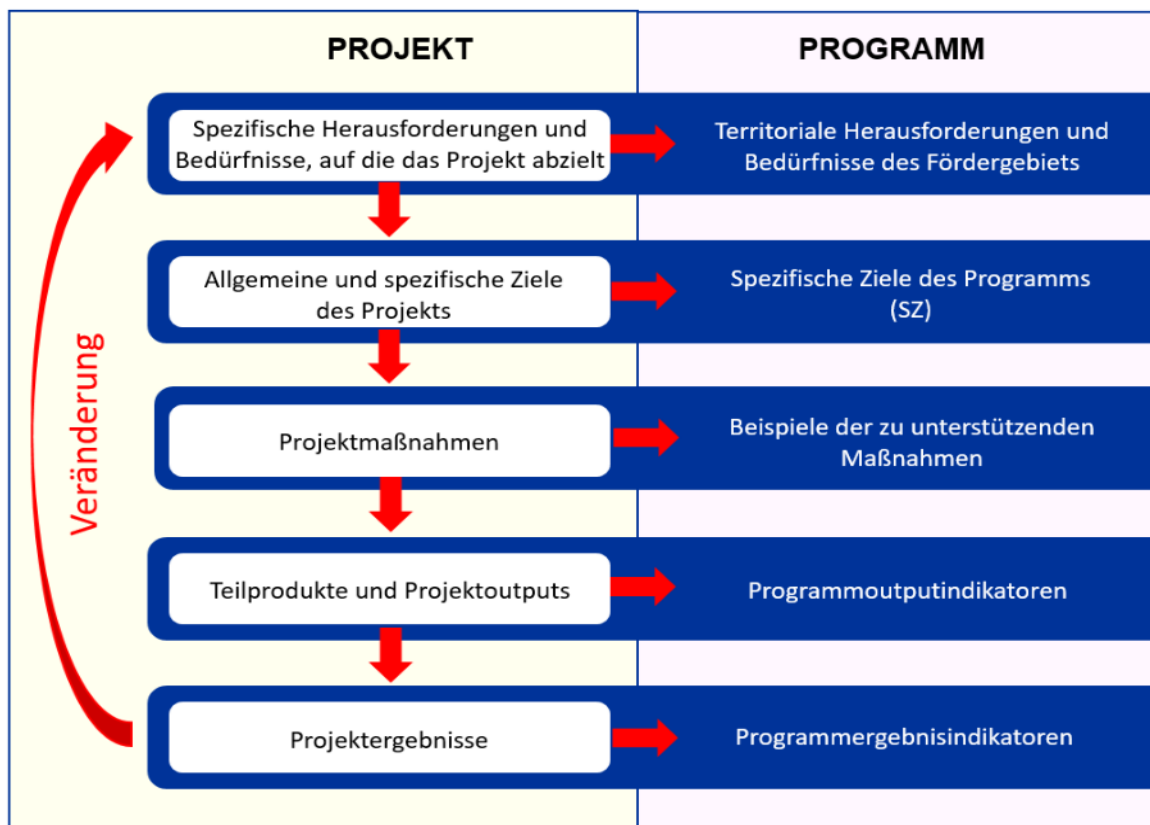 PROJEKT
PROGRAMM
Spezifische Herausforderungen und
Bedürfnisse, auf die das Projekt abzielt
Territoriale Herausforderungen und
Bedürfnisse des Fördergebiets
Allgemeine und spezifische Ziele
des Projekts
Spezifische Ziele des Programms
(SZ)
Projektmaßnahmen
Beispiele der zu unterstützenden
Maßnahmen
Teilprodukte und Projektoutputs
Programmoutputindikatoren
Projektergebnisse
Programmergebnisindikatoren
Veränderung